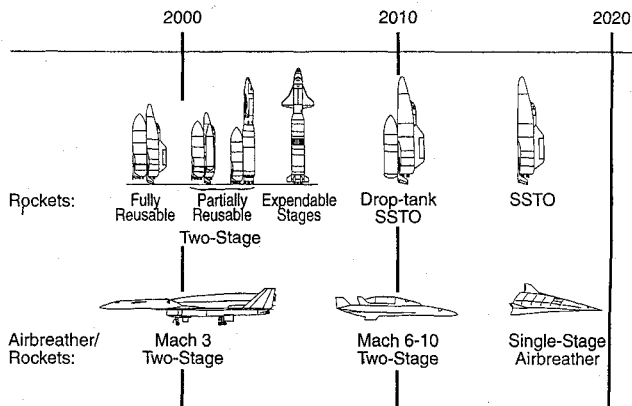 2000 2010 2020
Rockets: Fully Partially Expendable Drop-tank SSTO
Reusable Reusable Stages SSTO
Two-Stage
Airbreather/ Mach 3 Mach 6-10 Single-Stage
Rockets: Two-Stage Two-Stage Airbreather